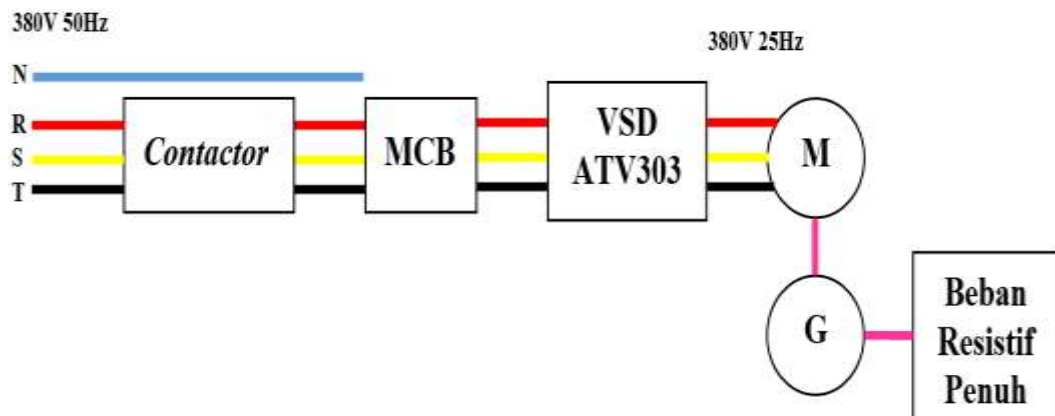 380V 50Hz
380V 25Hz
N
R
S
T
Contactor
MCB
VSD
ATV303
M
G
Beban
Resistif
Penuh